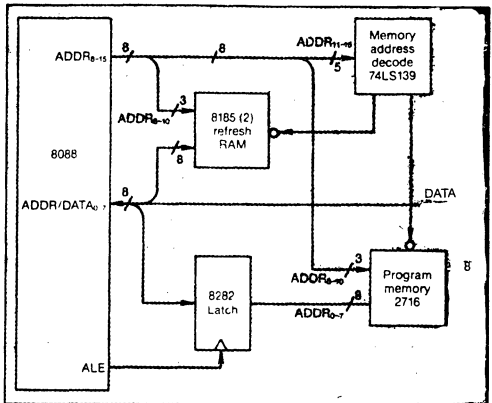 8
8
ADDR₁₁₋₁₅
5
Memory
address
decode
74LS139
ADDR₈₋₁₅
3
ADDR₈₋₁₀
8185 (2)
refresh
RAM
8
8088
8
ADDR/DATA₀₋₇
DATA
8282
Latch
3
ADDR₈₋₁₀
8
ADDR₀₋₇
Program
memory
2716
8
ALE